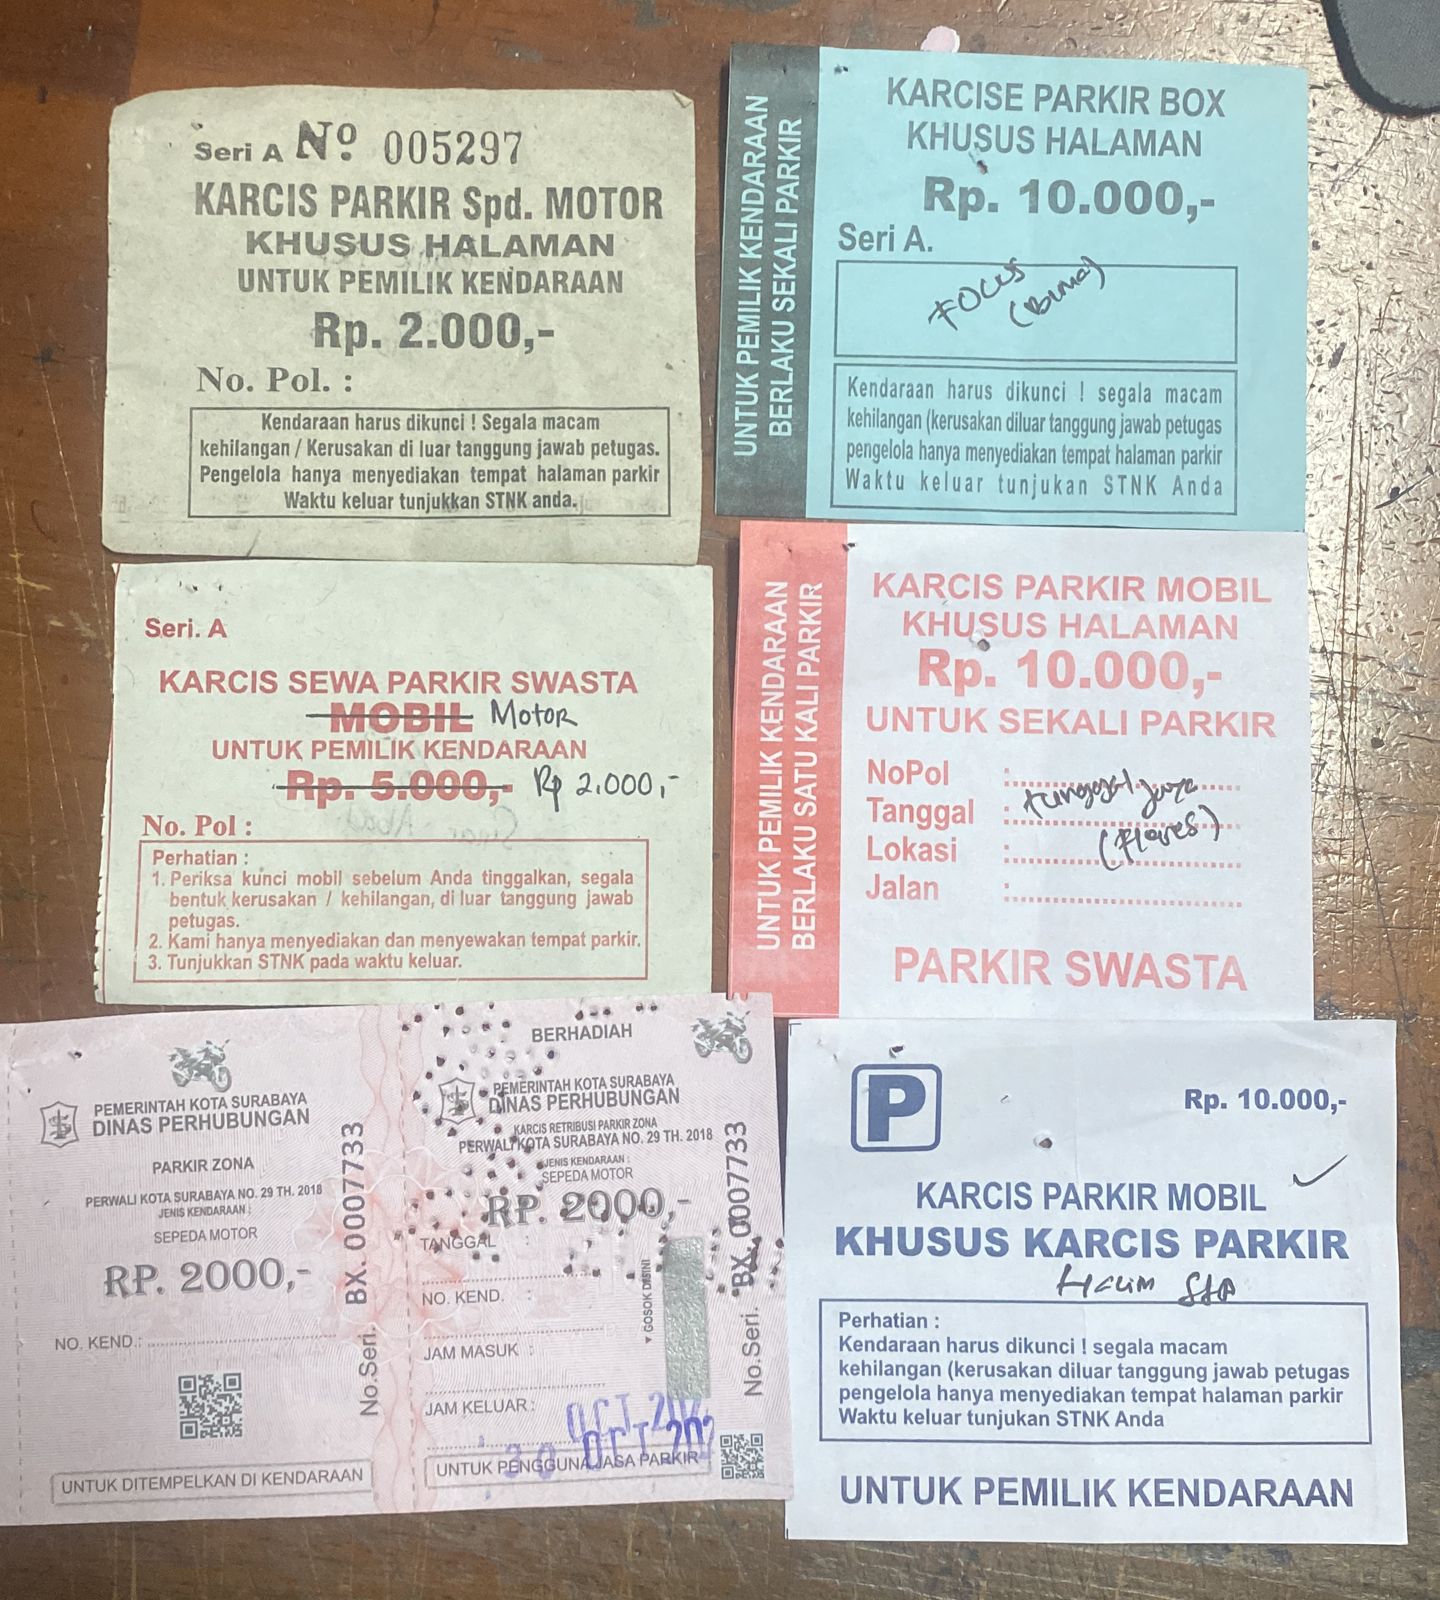 Seri A Nº 005297
KARCIS PARKIR Spd. MOTOR
KHUSUS HALAMAN
UNTUK PEMILIK KENDARAAN
Rp. 2.000,-
No. Pol. :
Kendaraan harus dikunci ! Segala macam
kehilangan / Kerusakan di luar tanggung jawab petugas.
Pengelola hanya menyediakan tempat halaman parkir
Waktu keluar tunjukkan STNK anda.
UNTUK PEMILIK KENDARAAN
BERLAKU SEKALI PARKIR
KARCISE PARKIR BOX
KHUSUS HALAMAN
Rp. 10.000,-
Seri A.
FOCUS
(Bima)
Kendaraan harus dikunci ! segala macam
kehilangan (kerusakan diluar tanggung jawab petugas
pengelola hanya menyediakan tempat halaman parkir
Waktu keluar tunjukan STNK Anda
Seri. A
KARCIS SEWA PARKIR SWASTA
MOBIL Motor
UNTUK PEMILIK KENDARAAN
Rp. 5.000,- Rp 2.000,-
No. Pol :
Perhatian :
1. Periksa kunci mobil sebelum Anda tinggalkan, segala
bentuk kerusakan / kehilangan, di luar tanggung jawab
petugas.
2. Kami hanya menyediakan dan menyewakan tempat parkir.
3. Tunjukkan STNK pada waktu keluar.
UNTUK PEMILIK KENDARAAN
BERLAKU SATU KALI PARKIR
KARCIS PARKIR MOBIL
KHUSUS HALAMAN
Rp. 10.000,-
UNTUK SEKALI PARKIR
NoPol :
Tanggal : tunggal jaya
Lokasi : (Flores)
Jalan :
PARKIR SWASTA
PEMERINTAH KOTA SURABAYA
DINAS PERHUBUNGAN
PARKIR ZONA
PERWALI KOTA SURABAYA NO. 29 TH. 2018
JENIS KENDARAAN :
SEPEDA MOTOR
RP. 2000,-
NO. KEND.:
No.Seri. BX. 0007733
UNTUK DITEMPELKAN DI KENDARAAN
BERHADIAH
PEMERINTAH KOTA SURABAYA
DINAS PERHUBUNGAN
KARCIS RETRIBUSI PARKIR ZONA
PERWALI KOTA SURABAYA NO. 29 TH. 2018
JENIS KENDARAAN :
SEPEDA MOTOR
RP. 2000,-
TANGGAL :
NO. KEND. :
JAM MASUK :
JAM KELUAR :
GOSOK DISINI
No.Seri. BX. 0007733
OCT
30 OCT
UNTUK PENGGUNA JASA PARKIR
P
Rp. 10.000,-
KARCIS PARKIR MOBIL
KHUSUS KARCIS PARKIR
Halim
Perhatian :
Kendaraan harus dikunci ! segala macam
kehilangan (kerusakan diluar tanggung jawab petugas
pengelola hanya menyediakan tempat halaman parkir
Waktu keluar tunjukan STNK Anda
UNTUK PEMILIK KENDARAAN